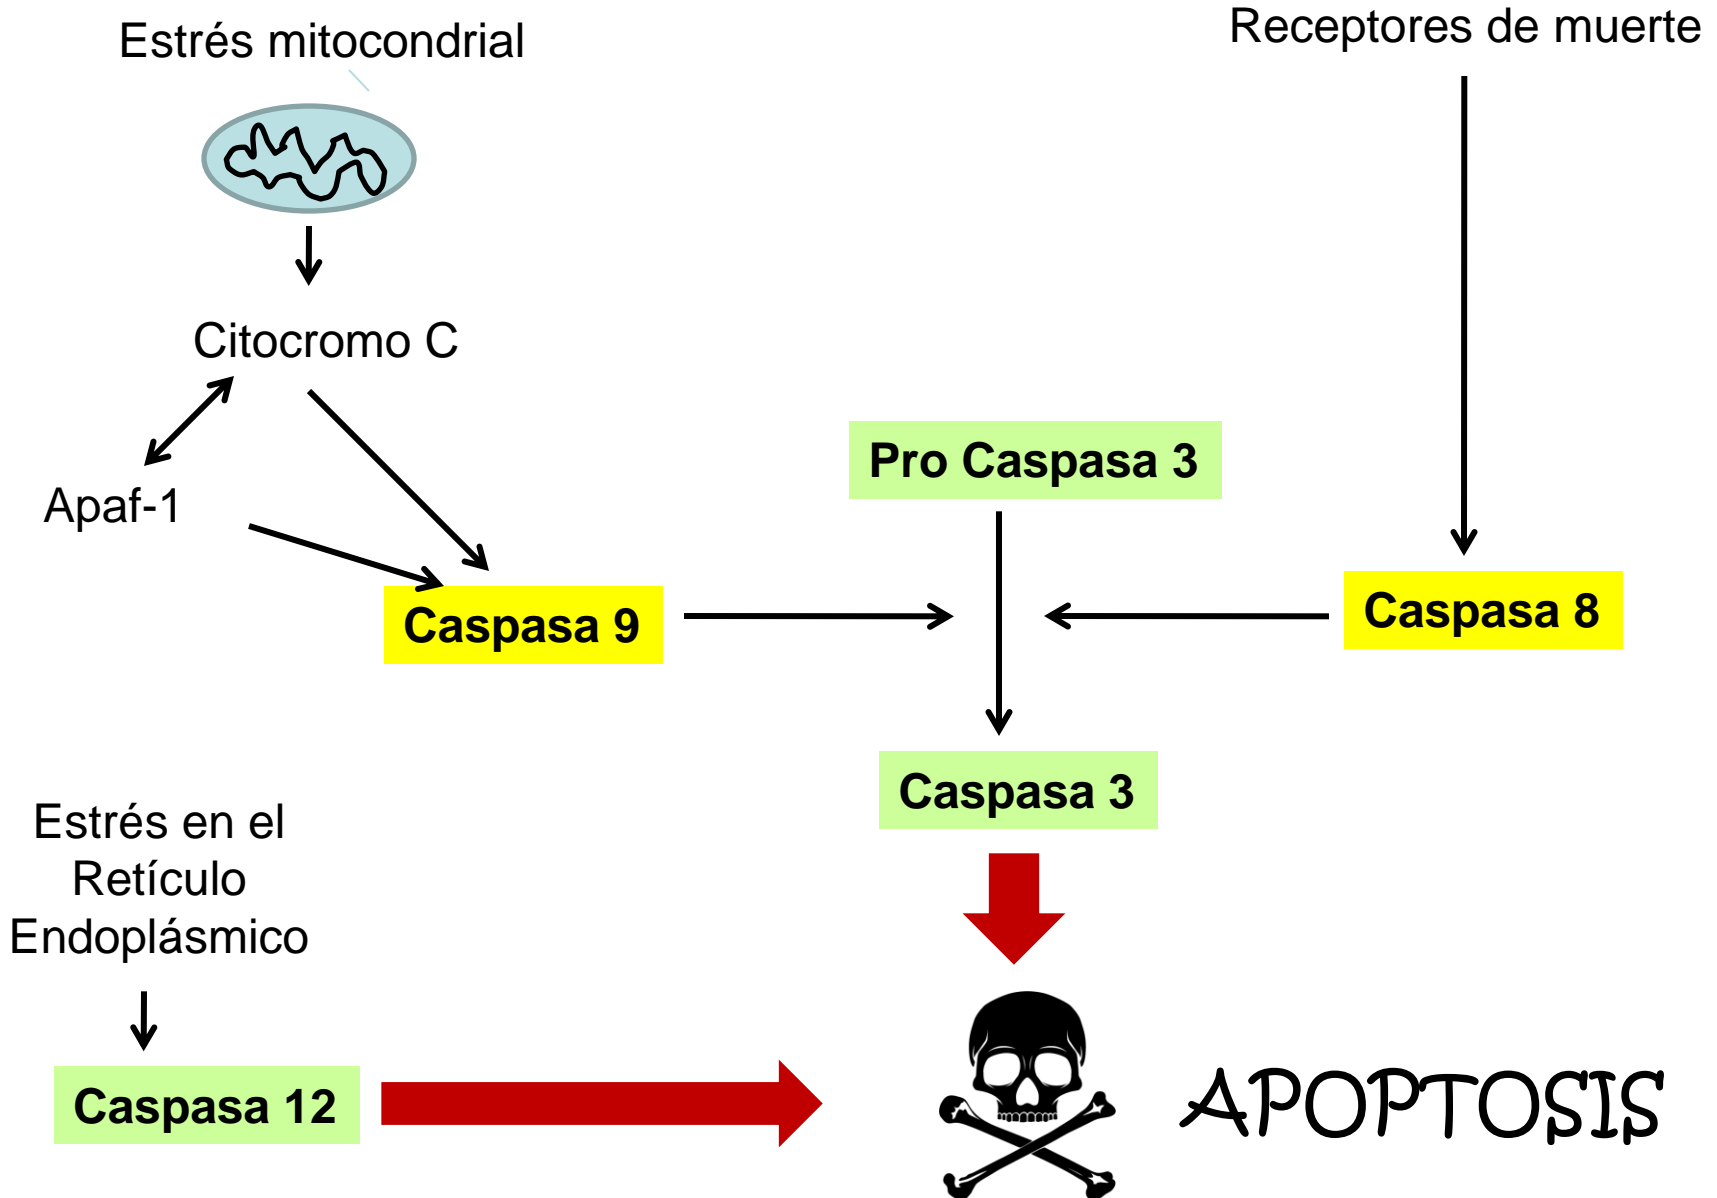 Estrés mitocondrial
Receptores de muerte
Citocromo C
Pro Caspasa 3
Apaf-1
Caspasa 9
Caspasa 8
Caspasa 3
Estrés en el
Retículo
Endoplásmico
Caspasa 12
APOPTOSIS